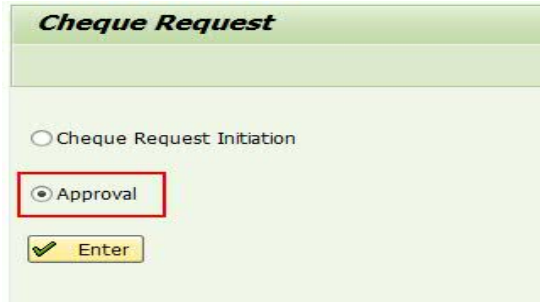 Cheque Request
Cheque Request Initiation
Approval
Enter